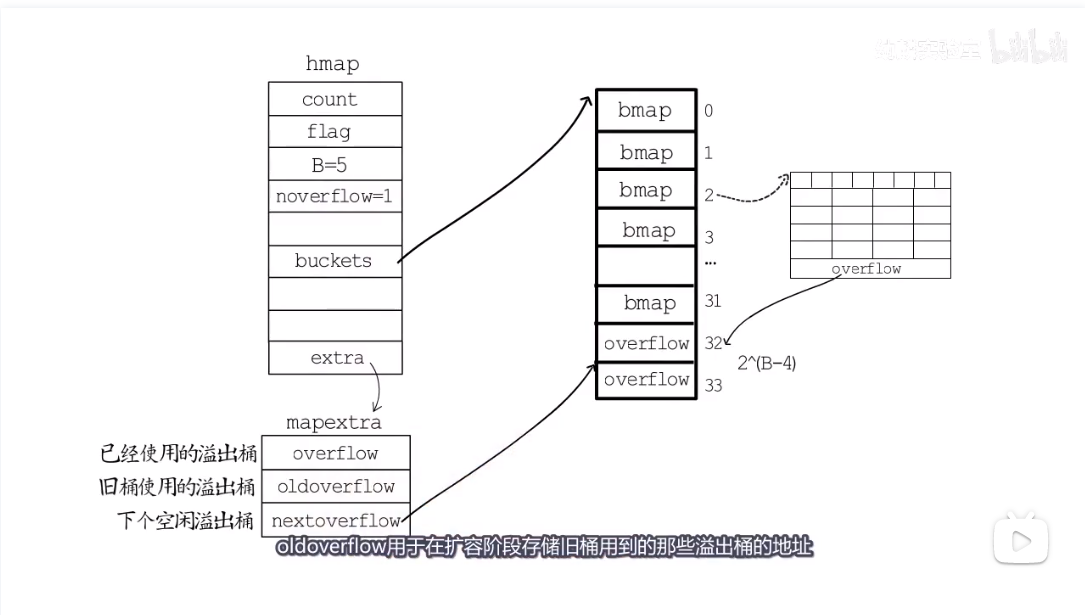 bilibili
hmap
count
flag
B=5
noverflow=1
buckets
extra
mapextra
已经使用的溢出桶 overflow
旧桶使用的溢出桶 oldoverflow
下个空闲溢出桶 nextoverflow
bmap 0
bmap 1
bmap 2
bmap 3
...
bmap 31
overflow 32
overflow 33
2^(B-4)
overflow
oldoverflow用于在扩容阶段存储旧桶用到的那些溢出桶的地址